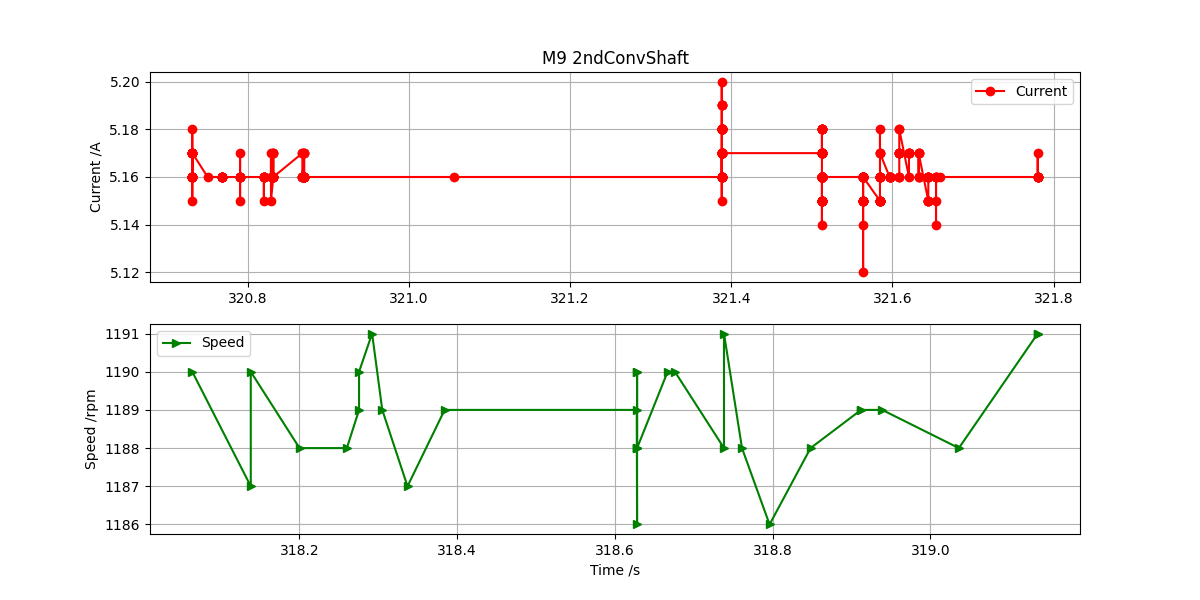 M9 2ndConvShaft
5.20
5.18
5.16
5.14
5.12
Current /A
Current
320.8 321.0 321.2 321.4 321.6 321.8
1191
1190
1189
1188
1187
1186
Speed /rpm
Speed
318.2 318.4 318.6 318.8 319.0
Time /s